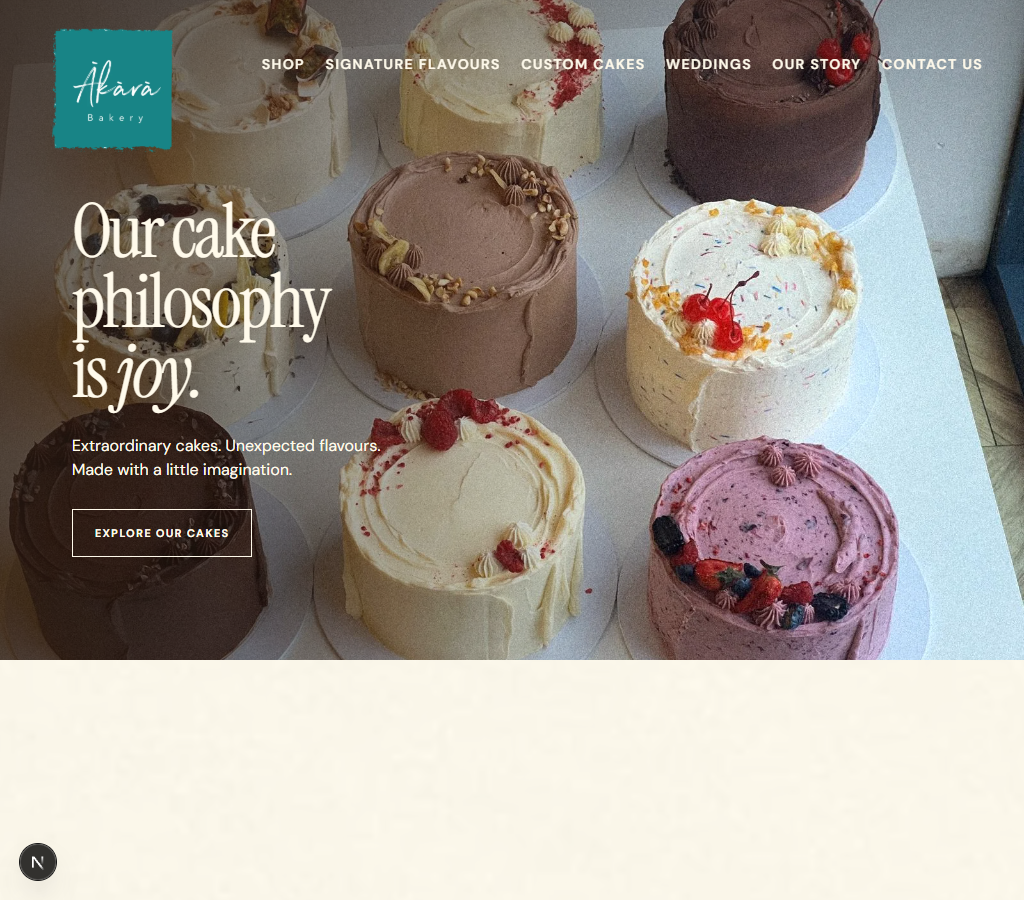 Àkàrà
Bakery
SHOP SIGNATURE FLAVOURS CUSTOM CAKES WEDDINGS OUR STORY CONTACT US
Our cake
philosophy
is joy.
Extraordinary cakes. Unexpected flavours.
Made with a little imagination.
EXPLORE OUR CAKES
N